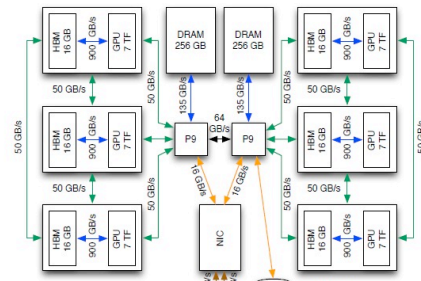 HBM
16 GB
900 GB/s
GPU
7 TF
DRAM
256 GB
DRAM
256 GB
HBM
16 GB
900 GB/s
GPU
7 TF
50 GB/s
50 GB/s
135 GB/s
135 GB/s
50 GB/s
50 GB/s
50 GB/s
64
GB/s
50 GB/s
HBM
16 GB
900 GB/s
GPU
7 TF
P9
P9
HBM
16 GB
900 GB/s
GPU
7 TF
50 GB/s
50 GB/s
16 GB/s
16 GB/s
50 GB/s
50 GB/s
HBM
16 GB
900 GB/s
GPU
7 TF
NIC
HBM
16 GB
900 GB/s
GPU
7 TF